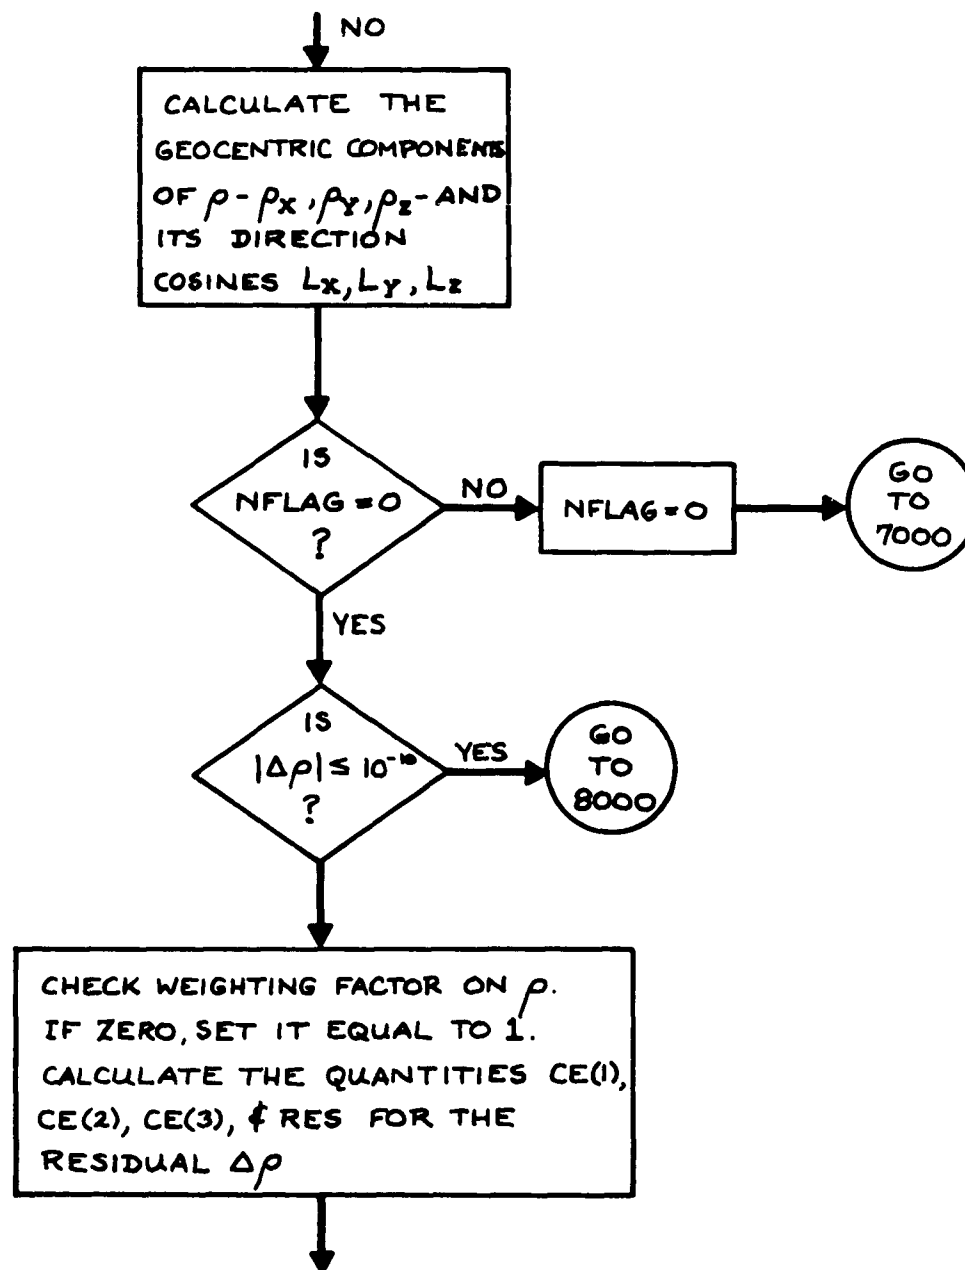 NO
CALCULATE THE
GEOCENTRIC COMPONENTS
OF ρ - ρX, ρY, ρZ - AND
ITS DIRECTION
COSINES LX, LY, LZ
IS
NFLAG = 0
?
NO
NFLAG = 0
GO
TO
7000
YES
IS
|Δρ| ≤ 10⁻¹⁰
?
YES
GO
TO
8000
CHECK WEIGHTING FACTOR ON ρ.
IF ZERO, SET IT EQUAL TO 1.
CALCULATE THE QUANTITIES CE(1),
CE(2), CE(3), & RES FOR THE
RESIDUAL Δρ